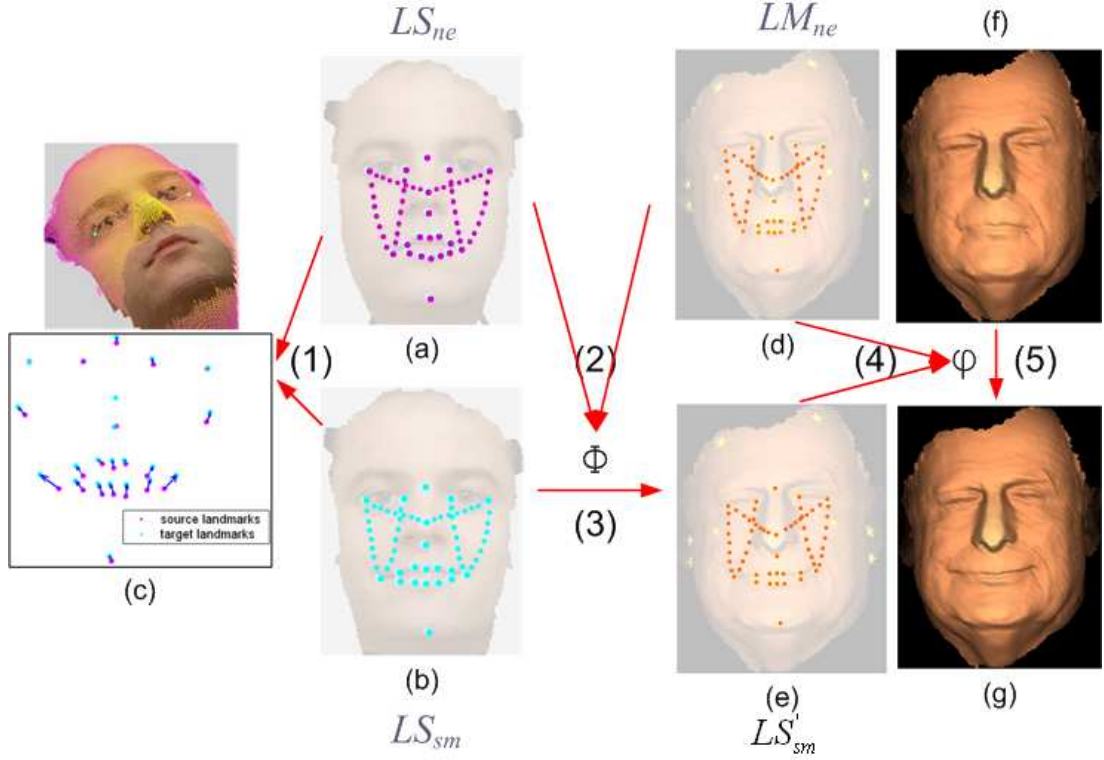 LS_ne
LM_ne
(f)
(a)
(d)
(1)
(2)
(4)
φ
(5)
Φ
(3)
source landmarks
target landmarks
(c)
(b)
(e)
(g)
LS_sm
LS'_sm